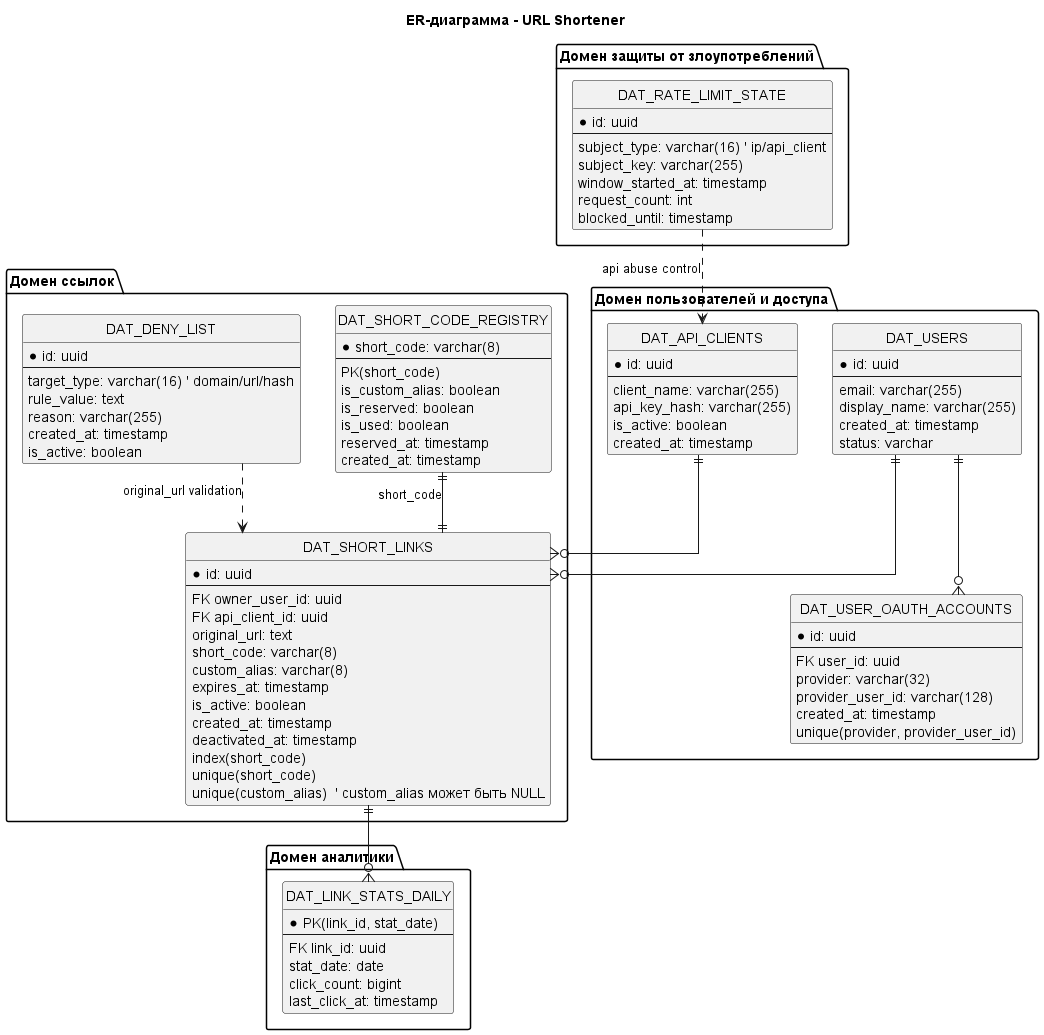 ER-диаграмма - URL Shortener
Домен защиты от злоупотреблений
DAT_RATE_LIMIT_STATE
id: uuid
subject_type: varchar(16) ' ip/api_client
subject_key: varchar(255)
window_started_at: timestamp
request_count: int
blocked_until: timestamp
api abuse control
Домен ссылок
DAT_DENY_LIST
id: uuid
target_type: varchar(16) ' domain/url/hash
rule_value: text
reason: varchar(255)
created_at: timestamp
is_active: boolean
DAT_SHORT_CODE_REGISTRY
short_code: varchar(8)
PK(short_code)
is_custom_alias: boolean
is_reserved: boolean
is_used: boolean
reserved_at: timestamp
created_at: timestamp
original_url validation
short_code
DAT_SHORT_LINKS
id: uuid
FK owner_user_id: uuid
FK api_client_id: uuid
original_url: text
short_code: varchar(8)
custom_alias: varchar(8)
expires_at: timestamp
is_active: boolean
created_at: timestamp
deactivated_at: timestamp
index(short_code)
unique(short_code)
unique(custom_alias)  ' custom_alias может быть NULL
Домен пользователей и доступа
DAT_API_CLIENTS
id: uuid
client_name: varchar(255)
api_key_hash: varchar(255)
is_active: boolean
created_at: timestamp
DAT_USERS
id: uuid
email: varchar(255)
display_name: varchar(255)
created_at: timestamp
status: varchar
DAT_USER_OAUTH_ACCOUNTS
id: uuid
FK user_id: uuid
provider: varchar(32)
provider_user_id: varchar(128)
created_at: timestamp
unique(provider, provider_user_id)
Домен аналитики
DAT_LINK_STATS_DAILY
PK(link_id, stat_date)
FK link_id: uuid
stat_date: date
click_count: bigint
last_click_at: timestamp